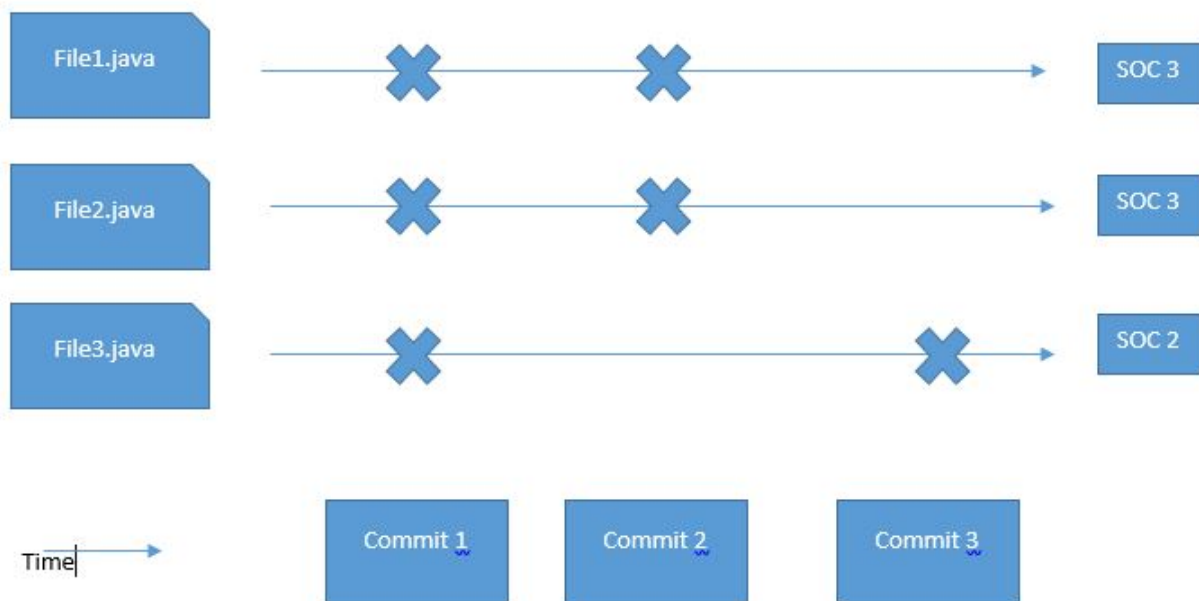 File1.java
SOC 3
File2.java
SOC 3
File3.java
SOC 2
Time
Commit 1
Commit 2
Commit 3